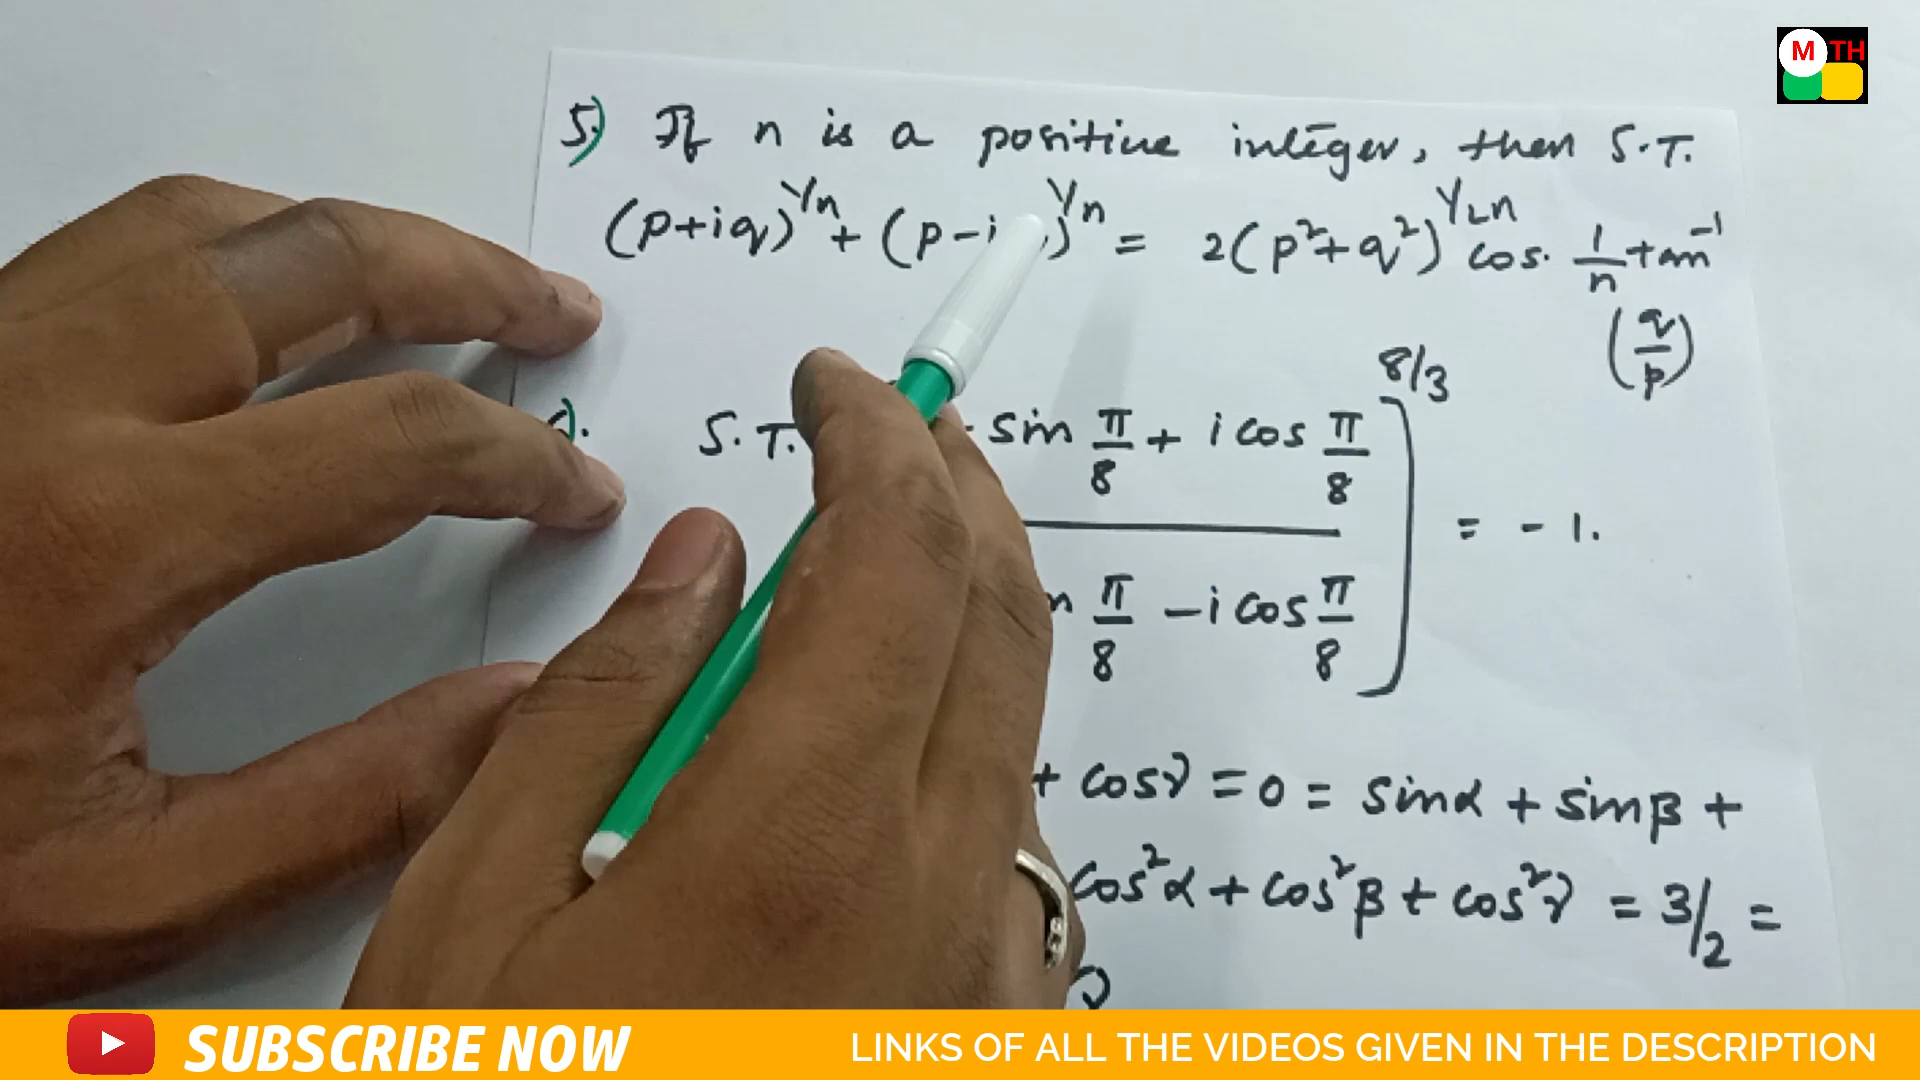 M TH
5.) If n is a positive integer, then S.T.
(p+iq)^1/n + (p-i )^1/n = 2(p²+q²)^1/2n cos. 1/n tan⁻¹
(q/p)
8/3
S.T. sin π/8 + i cos π/8
= -1.
π/8 - i cos π/8
+ cosγ = 0 = sinα + sinβ +
cos²α + cos²β + cos²γ = 3/2 =
SUBSCRIBE NOW
LINKS OF ALL THE VIDEOS GIVEN IN THE DESCRIPTION